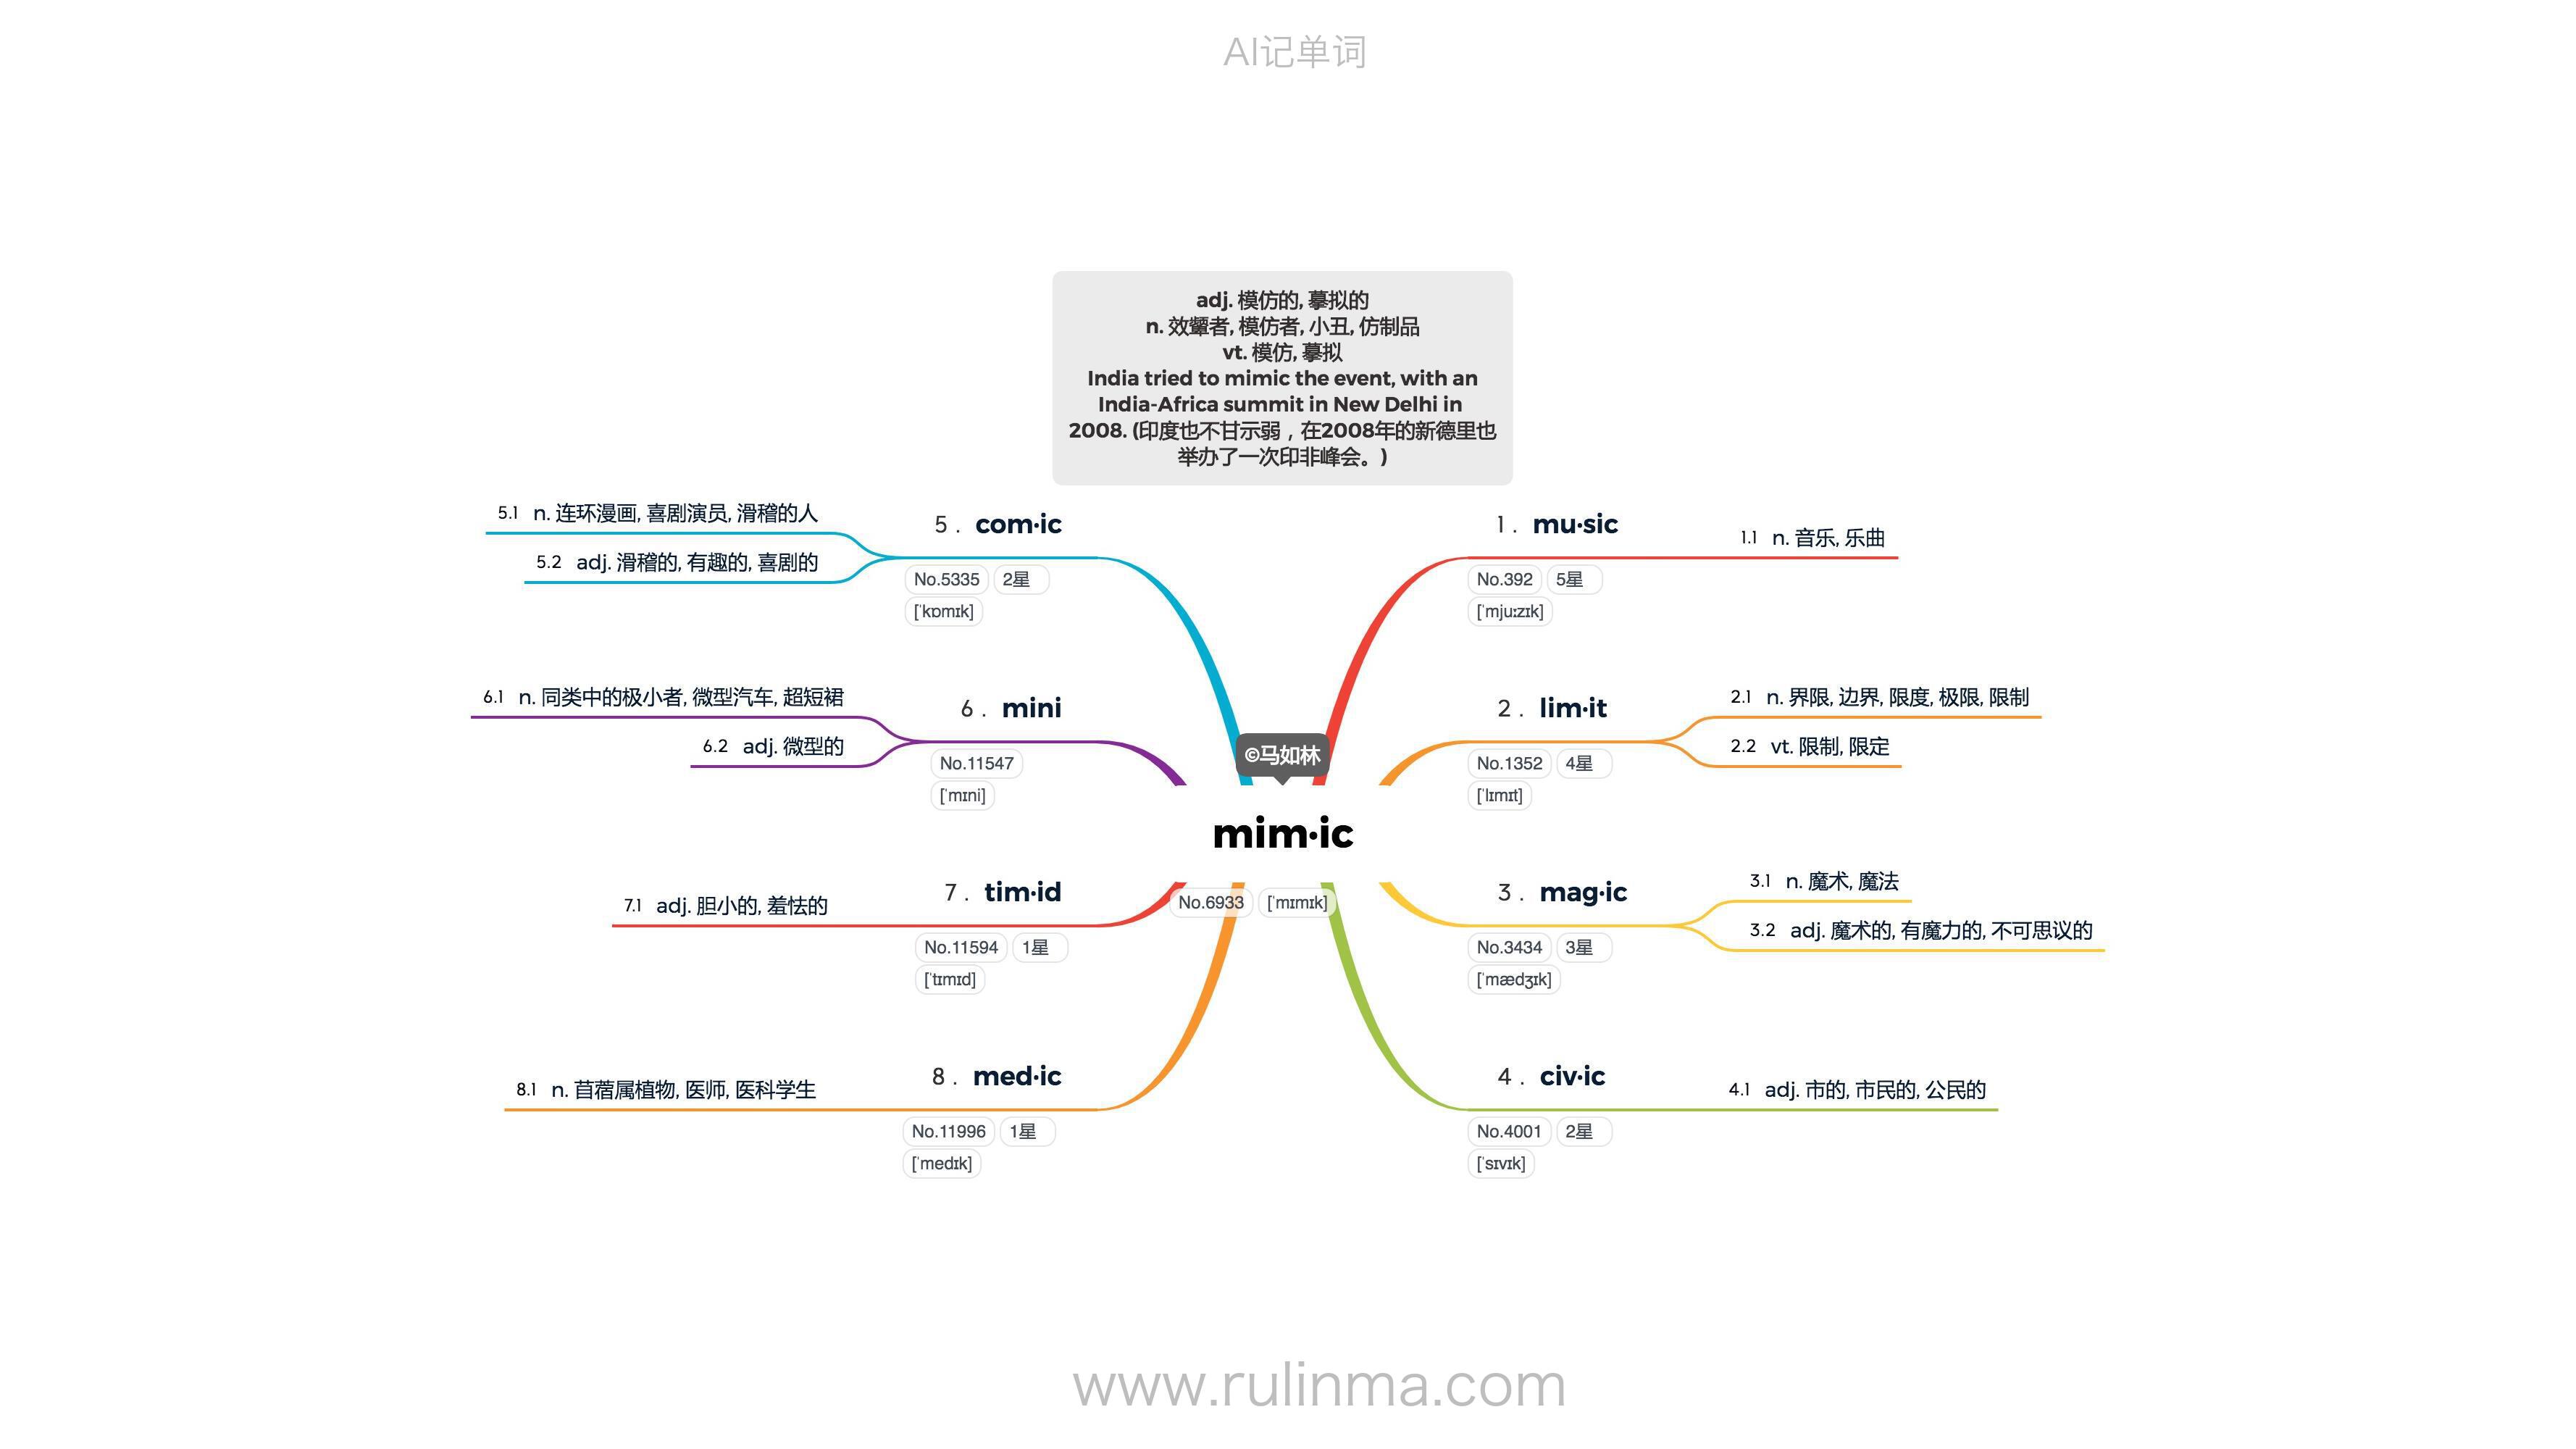 AI记单词
adj. 模仿的, 摹拟的
n. 效颦者, 模仿者, 小丑, 仿制品
vt. 模仿, 摹拟
India tried to mimic the event, with an
India-Africa summit in New Delhi in
2008. (印度也不甘示弱，在2008年的新德里也
举办了一次印非峰会。)
©马如林
mim·ic
No.6933 [ˈmɪmɪk]
1. mu·sic
No.392 5星
[ˈmjuːzɪk]
1.1 n. 音乐, 乐曲
2. lim·it
No.1352 4星
[ˈlɪmɪt]
2.1 n. 界限, 边界, 限度, 极限, 限制
2.2 vt. 限制, 限定
3. mag·ic
No.3434 3星
[ˈmædʒɪk]
3.1 n. 魔术, 魔法
3.2 adj. 魔术的, 有魔力的, 不可思议的
4. civ·ic
No.4001 2星
[ˈsɪvɪk]
4.1 adj. 市的, 市民的, 公民的
5. com·ic
No.5335 2星
[ˈkɒmɪk]
5.1 n. 连环漫画, 喜剧演员, 滑稽的人
5.2 adj. 滑稽的, 有趣的, 喜剧的
6. mini
No.11547
[ˈmɪni]
6.1 n. 同类中的极小者, 微型汽车, 超短裙
6.2 adj. 微型的
7. tim·id
No.11594 1星
[ˈtɪmɪd]
7.1 adj. 胆小的, 羞怯的
8. med·ic
No.11996 1星
[ˈmedɪk]
8.1 n. 苜蓿属植物, 医师, 医科学生
www.rulinma.com